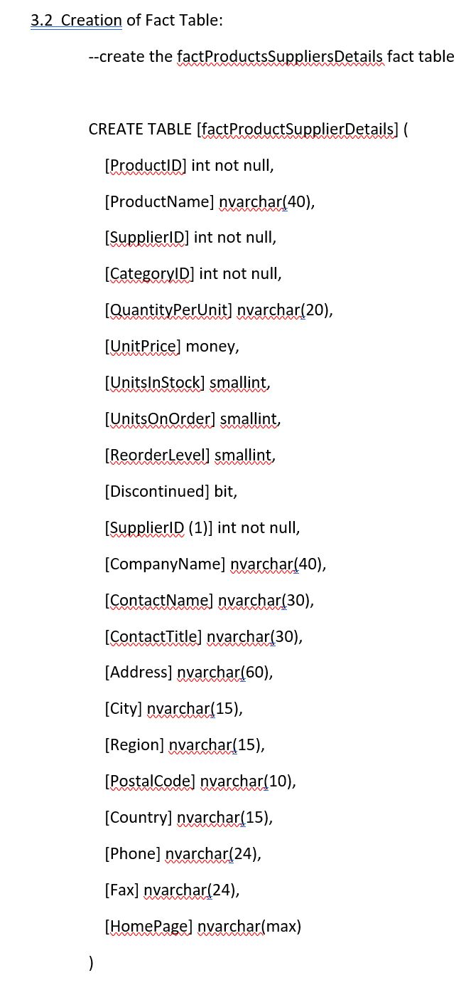 3.2  Creation of Fact Table:
--create the factProductsSuppliersDetails fact table
CREATE TABLE [factProductSupplierDetails] (
[ProductID] int not null,
[ProductName] nvarchar(40),
[SupplierID] int not null,
[CategoryID] int not null,
[QuantityPerUnit] nvarchar(20),
[UnitPrice] money,
[UnitsInStock] smallint,
[UnitsOnOrder] smallint,
[ReorderLevel] smallint,
[Discontinued] bit,
[SupplierID (1)] int not null,
[CompanyName] nvarchar(40),
[ContactName] nvarchar(30),
[ContactTitle] nvarchar(30),
[Address] nvarchar(60),
[City] nvarchar(15),
[Region] nvarchar(15),
[PostalCode] nvarchar(10),
[Country] nvarchar(15),
[Phone] nvarchar(24),
[Fax] nvarchar(24),
[HomePage] nvarchar(max)
)